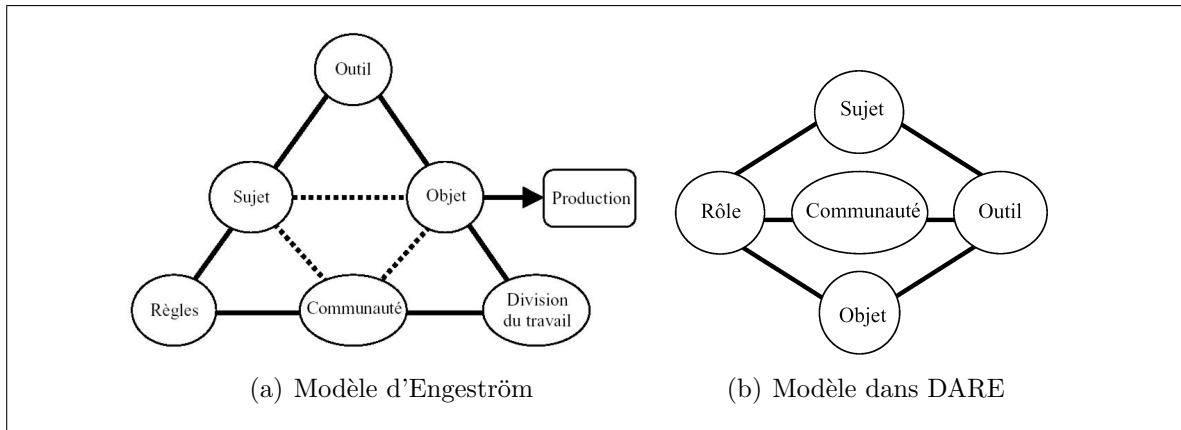 Outil
Sujet
Objet
Production
Règles
Communauté
Division
du travail
(a) Modèle d'Engeström
Sujet
Rôle
Communauté
Outil
Objet
(b) Modèle dans DARE